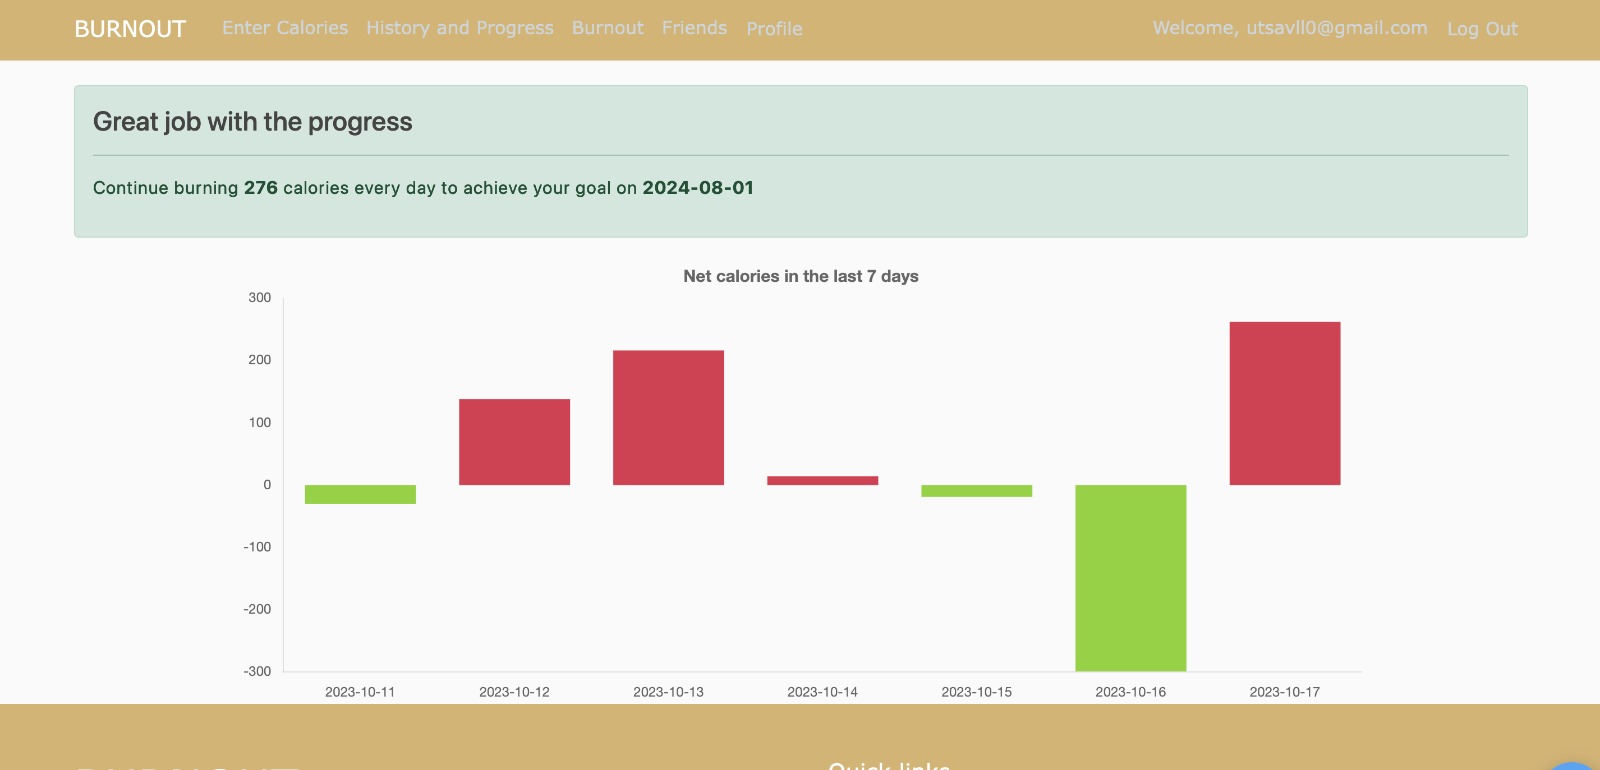 BURNOUT Enter Calories History and Progress Burnout Friends Profile Welcome, utsavll0@gmail.com Log Out
Great job with the progress
Continue burning 276 calories every day to achieve your goal on 2024-08-01
Net calories in the last 7 days
300
200
100
0
-100
-200
-300
2023-10-11 2023-10-12 2023-10-13 2023-10-14 2023-10-15 2023-10-16 2023-10-17
Quick links